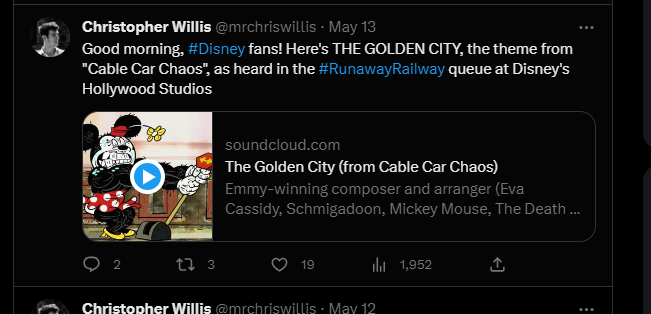 Christopher Willis @mrchriswillis · May 13
Good morning, #Disney fans! Here's THE GOLDEN CITY, the theme from
"Cable Car Chaos", as heard in the #RunawayRailway queue at Disney's
Hollywood Studios
soundcloud.com
The Golden City (from Cable Car Chaos)
Emmy-winning composer and arranger (Eva
Cassidy, Schmigadoon, Mickey Mouse, The Death ...
2 3 19 1,952
Christopher Willis @mrchriswillis · May 12